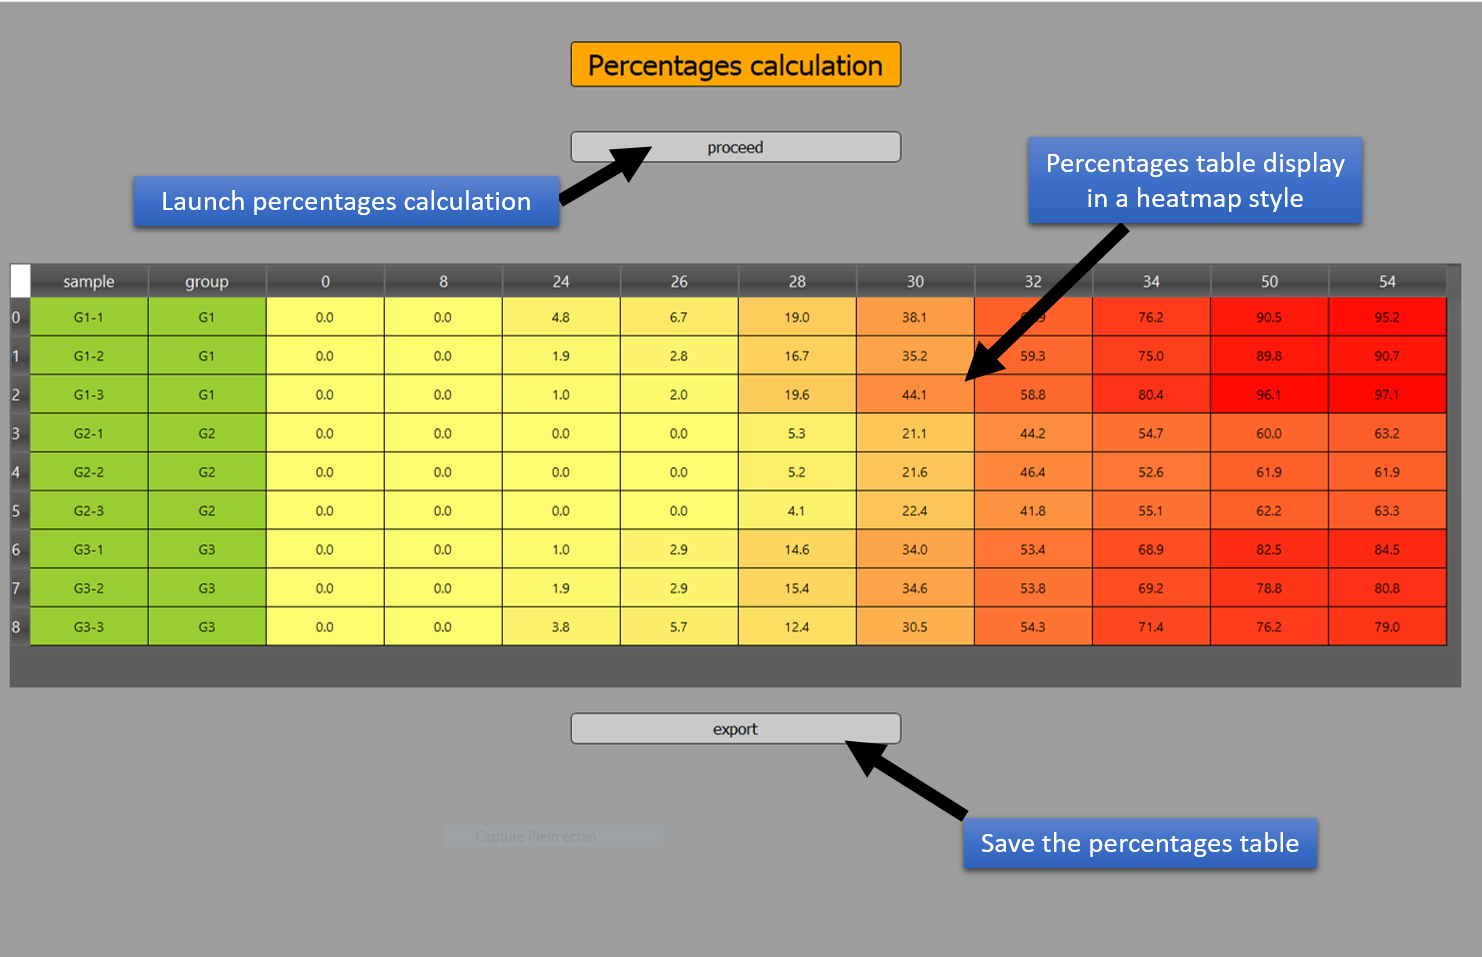 Percentages calculation
proceed
Launch percentages calculation
Percentages table display
in a heatmap style
sample group 0 8 24 26 28 30 32 34 50 54
0 G1-1 G1 0.0 0.0 4.8 6.7 19.0 38.1 76.2 90.5 95.2
1 G1-2 G1 0.0 0.0 1.9 2.8 16.7 35.2 59.3 75.0 89.8 90.7
2 G1-3 G1 0.0 0.0 1.0 2.0 19.6 44.1 58.8 80.4 96.1 97.1
3 G2-1 G2 0.0 0.0 0.0 0.0 5.3 21.1 44.2 54.7 60.0 63.2
4 G2-2 G2 0.0 0.0 0.0 0.0 5.2 21.6 46.4 52.6 61.9 61.9
5 G2-3 G2 0.0 0.0 0.0 0.0 4.1 22.4 41.8 55.1 62.2 63.3
6 G3-1 G3 0.0 0.0 1.0 2.9 14.6 34.0 53.4 68.9 82.5 84.5
7 G3-2 G3 0.0 0.0 1.9 2.9 15.4 34.6 53.8 69.2 78.8 80.8
8 G3-3 G3 0.0 0.0 3.8 5.7 12.4 30.5 54.3 71.4 76.2 79.0
export
Capture Plein écran
Save the percentages table